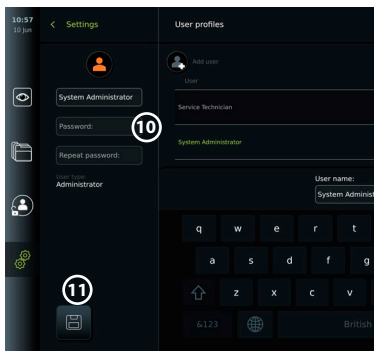 10:57
10 Jun
Settings
User profiles
Add user
User
System Administrator
Service Technician
Password:
10
System Administrator
Repeat password:
User type:
Administrator
User name:
System Administ
q w e r t
a s d f g
11
z x c v
&123
British